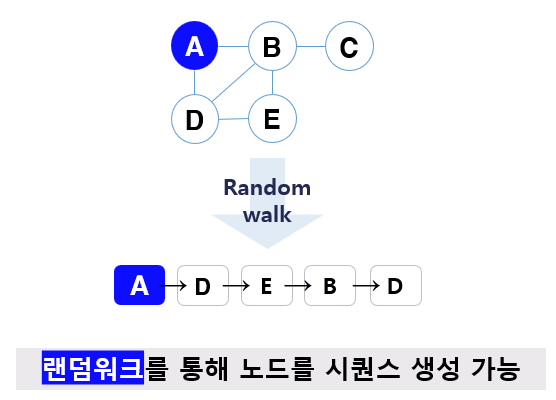 A B C
D E
Random
walk
A → D → E → B → D
랜덤워크를 통해 노드를 시퀀스 생성 가능